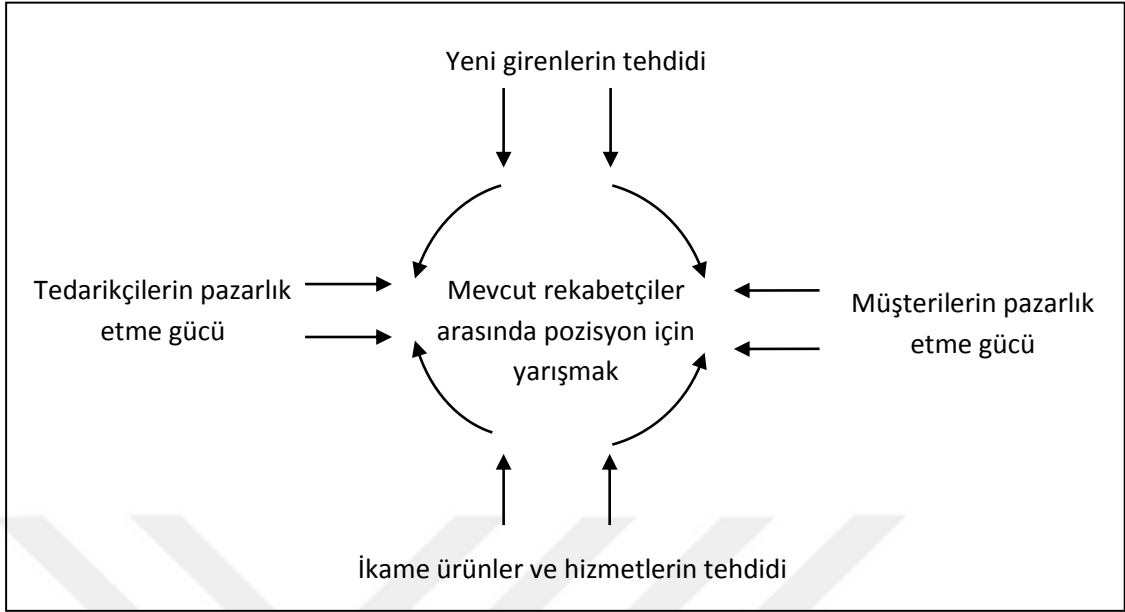 Yeni girenlerin tehdidi
Tedarikçilerin pazarlık
etme gücü
Mevcut rekabetçiler
arasında pozisyon için
yarışmak
Müşterilerin pazarlık
etme gücü
İkame ürünler ve hizmetlerin tehdidi